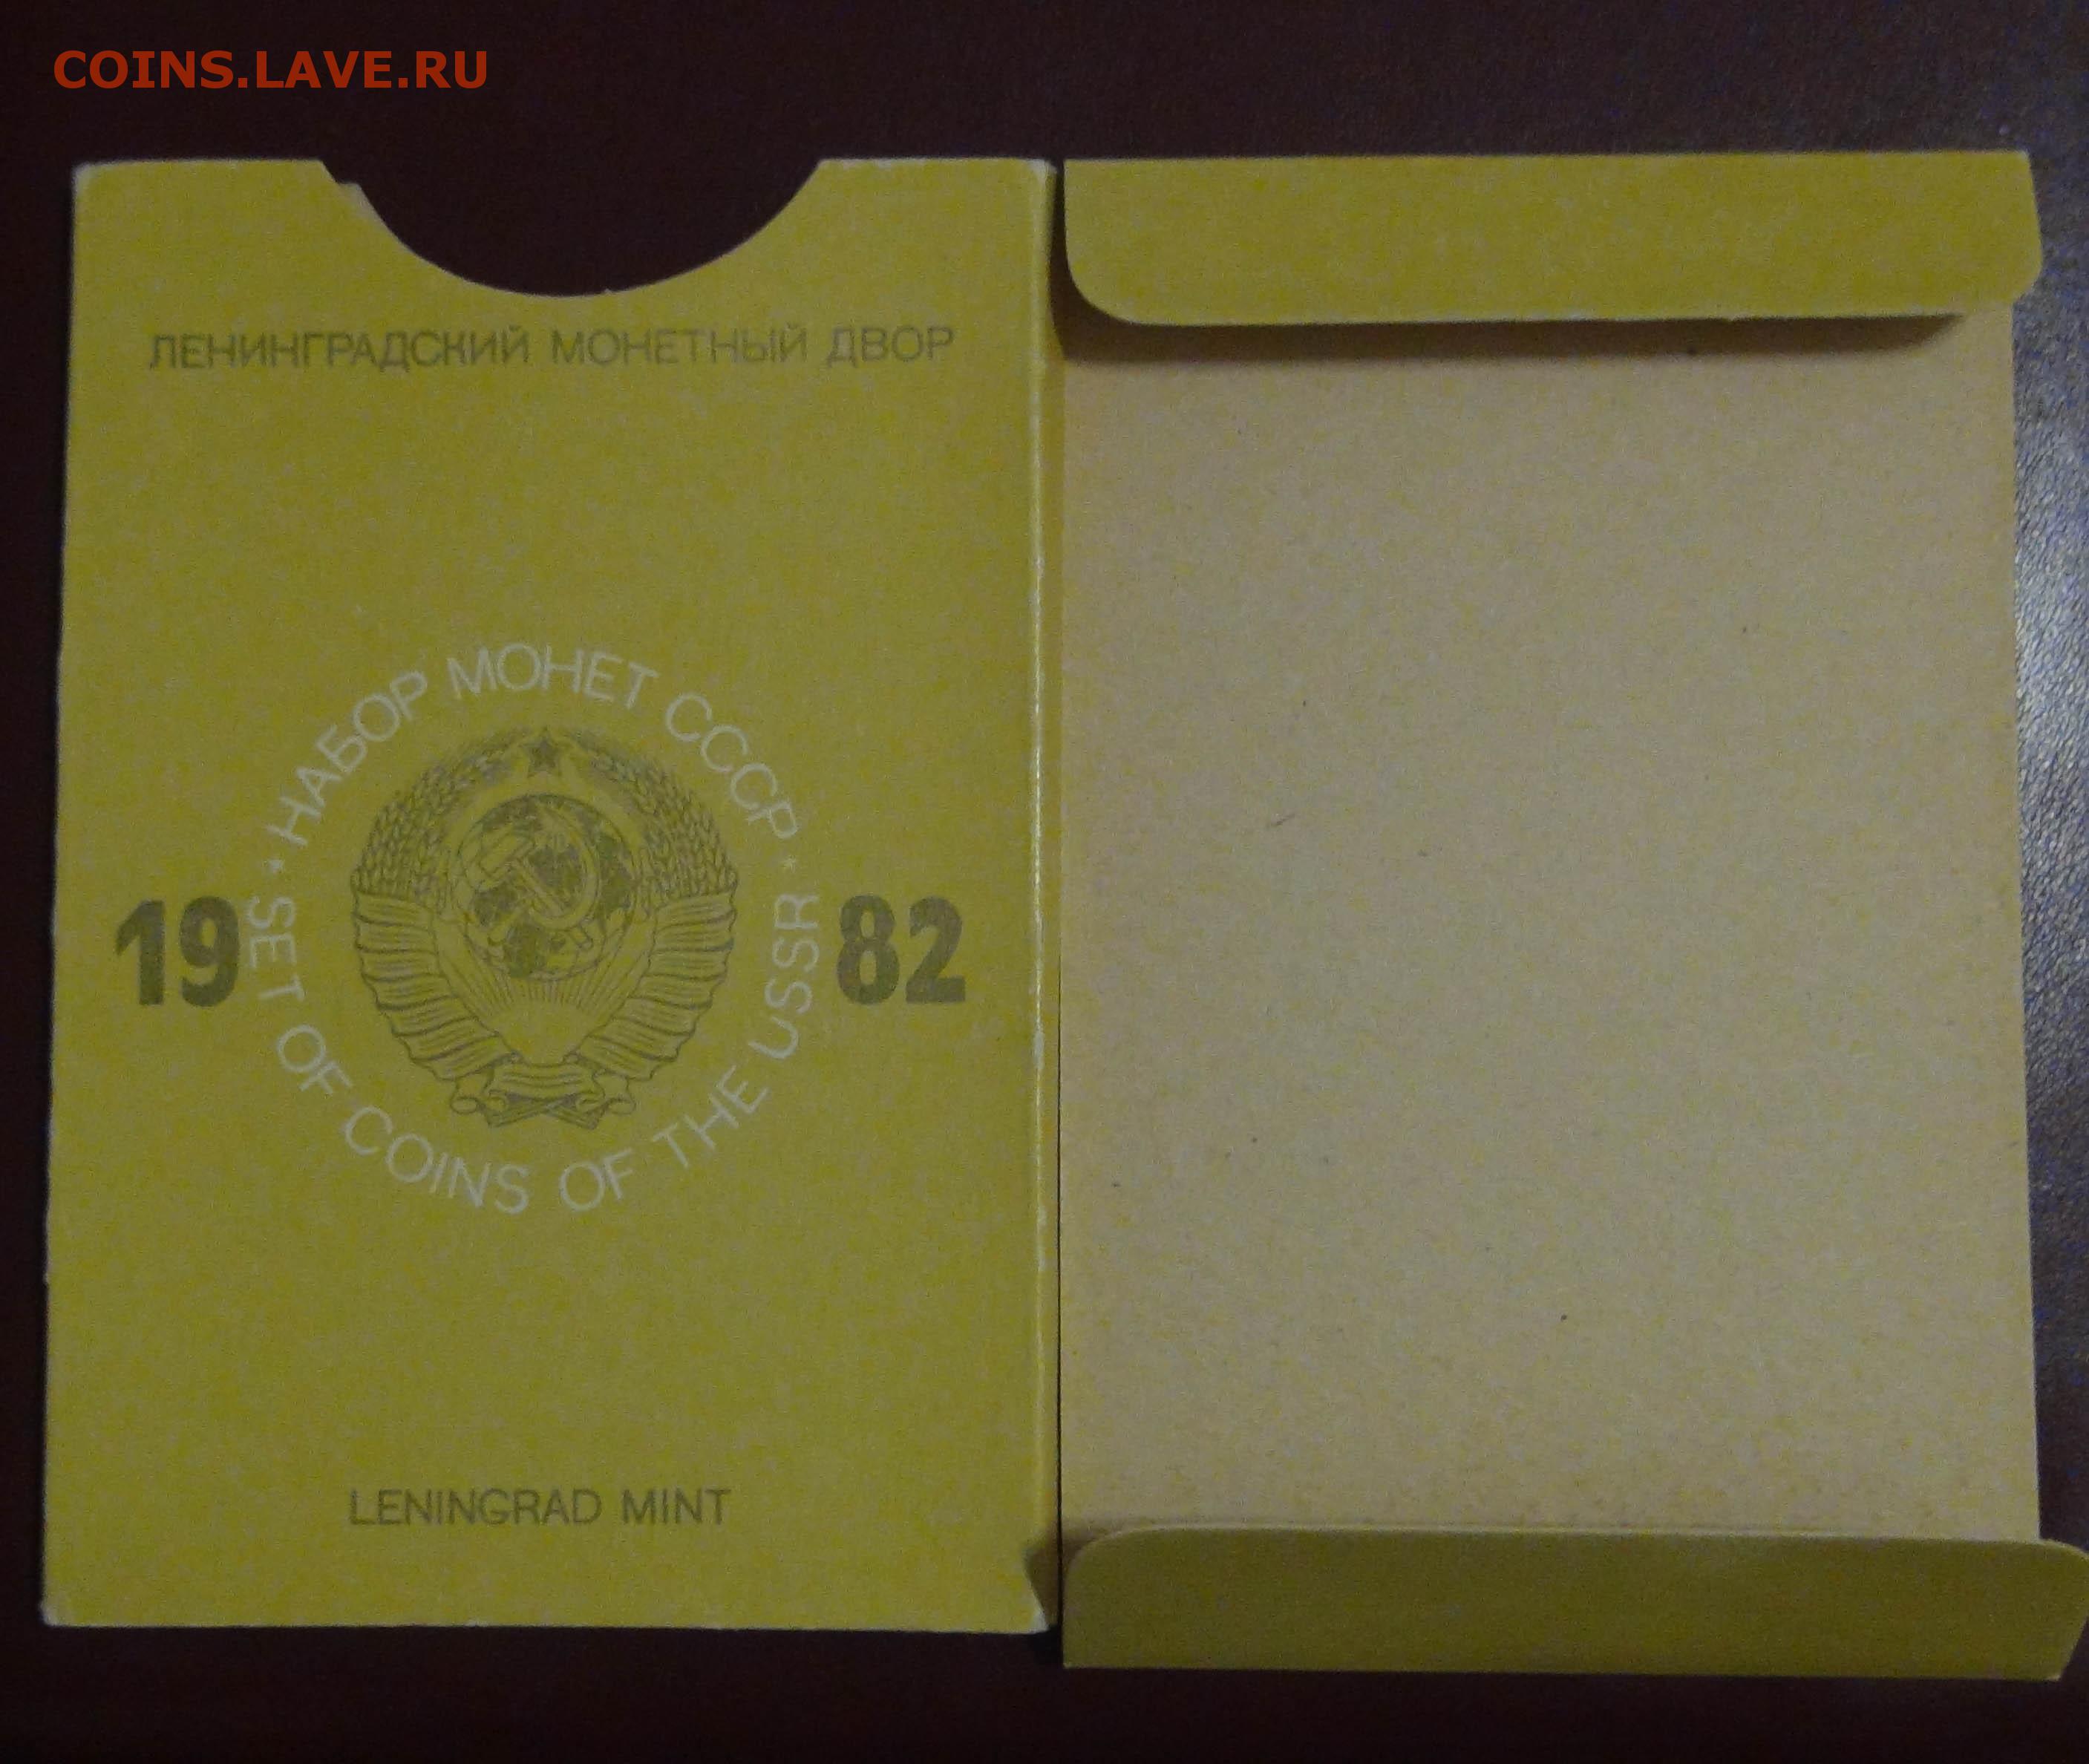 COINS.LAVE.RU
ЛЕНИНГРАДСКИЙ МОНЕТНЫЙ ДВОР
* НАБОР МОНЕТ СССР *
19 82
SET OF COINS OF THE USSR
LENINGRAD MINT